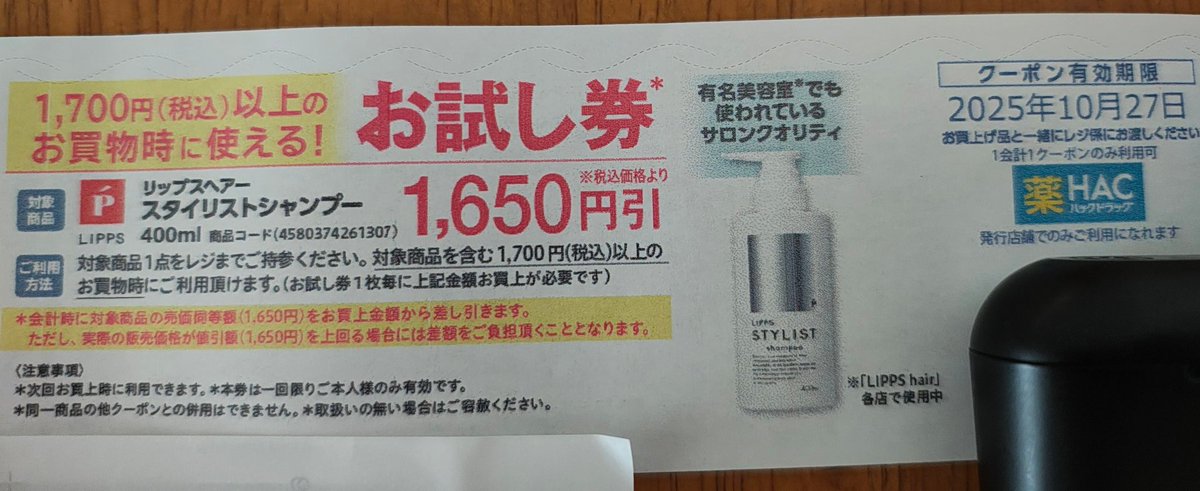 1,700円(税込)以上の
お買物時に使える!
お試し券*
対象
商品
LIPPS
リップスヘアー
スタイリストシャンプー
400ml 商品コード(4580374261307)
※税込価格より
1,650円引
ご利用
方法
対象商品1点をレジまでご持参ください。対象商品を含む1,700円(税込)以上の
お買物時にご利用頂けます。(お試し券1枚毎に上記金額お買上が必要です)
*会計時に対象商品の売価同等額(1,650円)をお買上金額から差し引きます。
ただし、実際の販売価格が値引額(1,650円)を上回る場合には差額をご負担頂くこととなります。
〈注意事項〉
*次回お買上時に利用できます。*本券は一回限りご本人様のみ有効です。
*同一商品の他クーポンとの併用はできません。*取扱いの無い場合はご容赦ください。
有名美容室※でも
使われている
サロンクオリティ
LIPPS
STYLIST
shampoo
※「LIPPS hair」
各店で使用中
クーポン有効期限
2025年10月27日
お買上げ品と一緒にレジ係にお渡しください
1会計1クーポンのみ利用可
薬 HAC
ハックドラッグ
発行店舗でのみご利用になれます